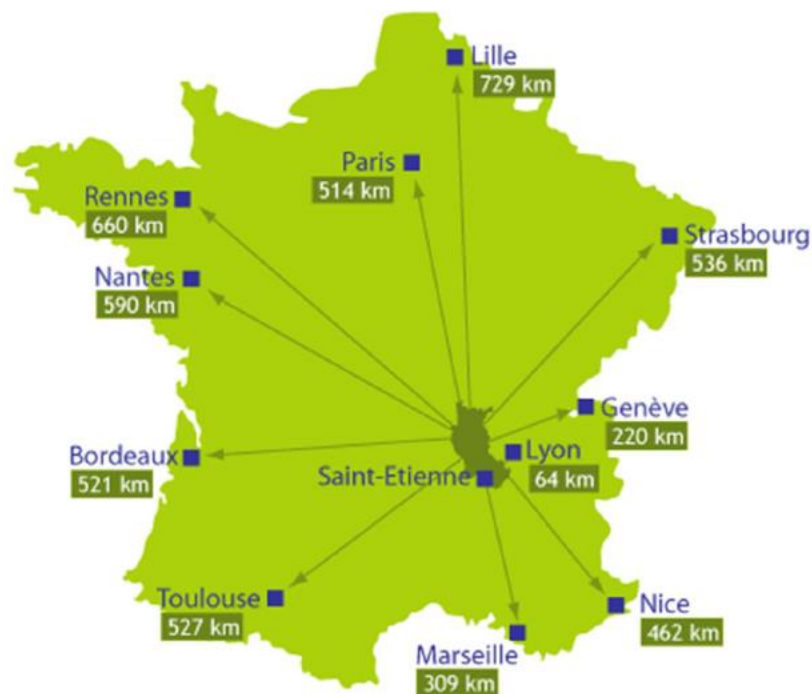 Lille
729 km
Paris
514 km
Rennes
660 km
Strasbourg
536 km
Nantes
590 km
Genève
220 km
Bordeaux
521 km
Lyon
64 km
Saint-Etienne
Toulouse
527 km
Nice
462 km
Marseille
309 km